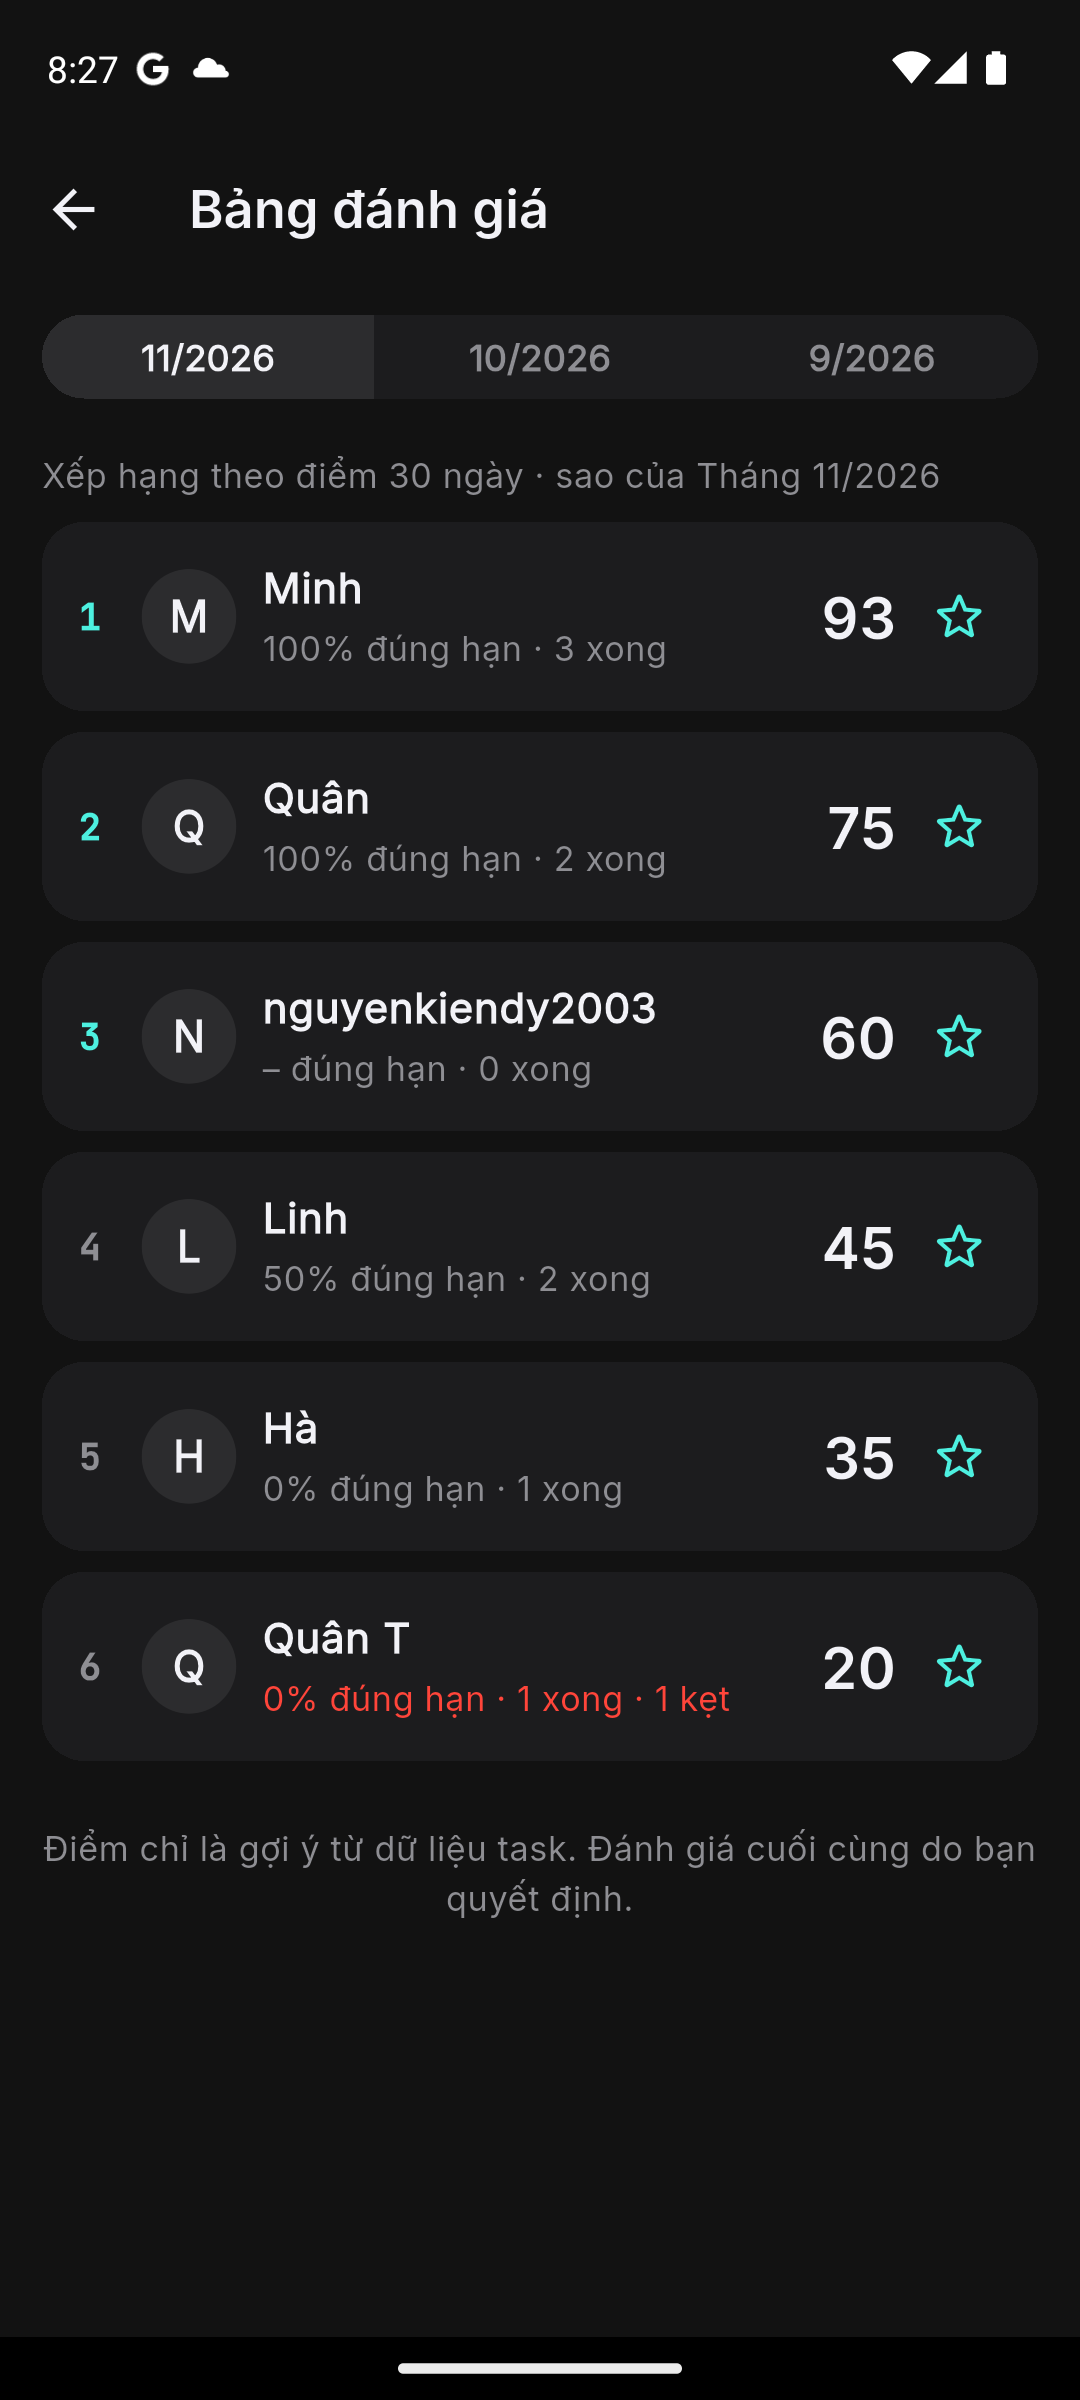 8:27
Bảng đánh giá
11/2026 10/2026 9/2026
Xếp hạng theo điểm 30 ngày · sao của Tháng 11/2026
1 M Minh 93
100% đúng hạn · 3 xong
2 Q Quân 75
100% đúng hạn · 2 xong
3 N nguyenkiendy2003 60
– đúng hạn · 0 xong
4 L Linh 45
50% đúng hạn · 2 xong
5 H Hà 35
0% đúng hạn · 1 xong
6 Q Quân T 20
0% đúng hạn · 1 xong · 1 kẹt
Điểm chỉ là gợi ý từ dữ liệu task. Đánh giá cuối cùng do bạn
quyết định.